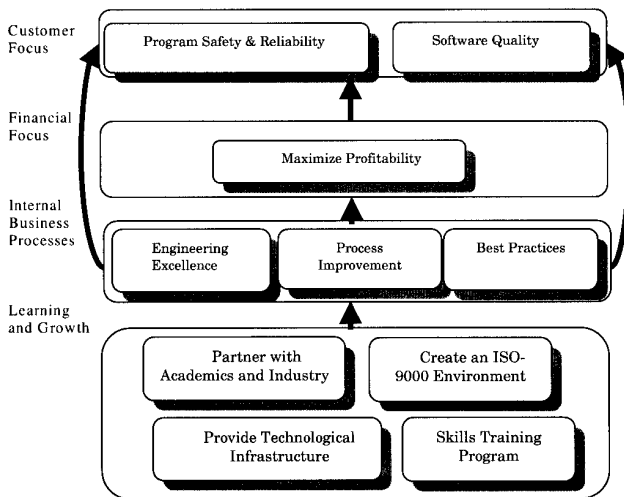 Customer
Focus
Program Safety & Reliability
Software Quality
Financial
Focus
Maximize Profitability
Internal
Business
Processes
Engineering
Excellence
Process
Improvement
Best Practices
Learning
and Growth
Partner with
Academics and Industry
Create an ISO-
9000 Environment
Provide Technological
Infrastructure
Skills Training
Program